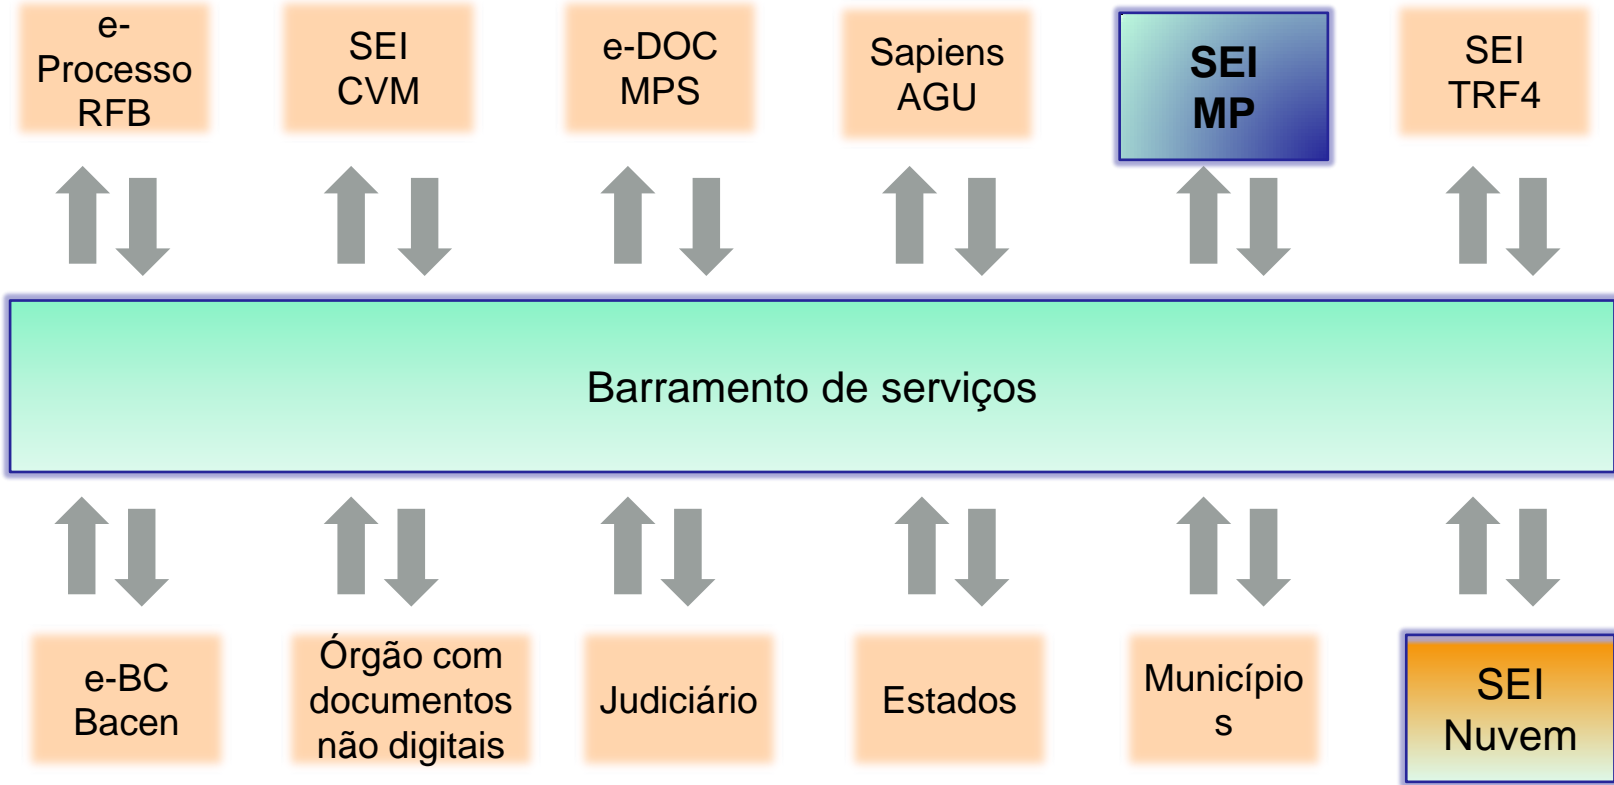 e-
Processo
RFB
SEI
CVM
e-DOC
MPS
Sapiens
AGU
SEI
MP
SEI
TRF4
Barramento de serviços
e-BC
Bacen
Órgão com
documentos
não digitais
Judiciário
Estados
Município
s
SEI
Nuvem